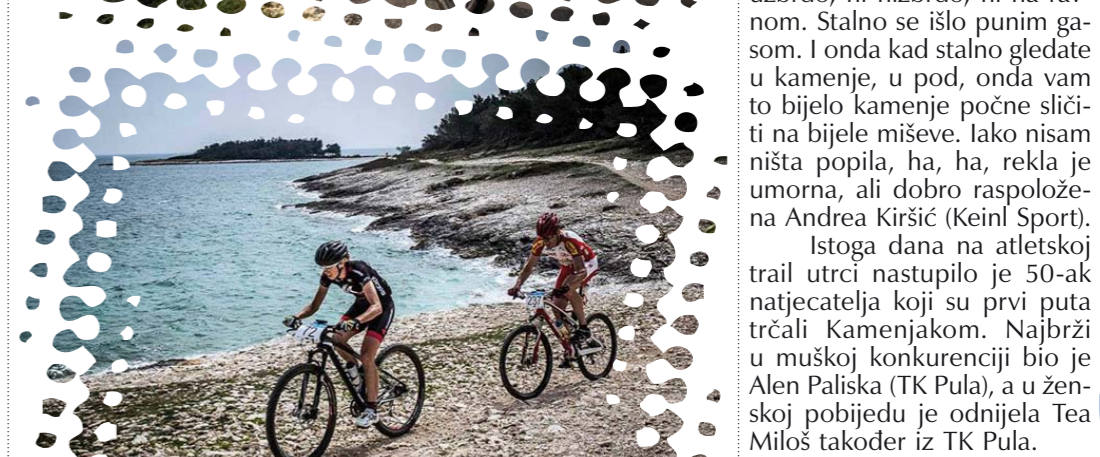 nom. Stalno se išlo punim ga-
som. I onda kad stalno gledate
u kamenje, u pod, onda vam
to bijelo kamenje počne sliči-
ti na bijele miševe. Iako nisam
ništa popila, ha, ha, rekla je
umorna, ali dobro raspolože-
na Andrea Kiršić (Keinl Sport).
Istoga dana na atletskoj
trail utrci nastupilo je 50-ak
natjecatelja koji su prvi puta
trčali Kamenjakom. Najbrži
u muškoj konkurenciji bio je
Alen Paliska (TK Pula), a u žen-
skoj pobijedu je odnijela Tea
Miloš također iz TK Pula.